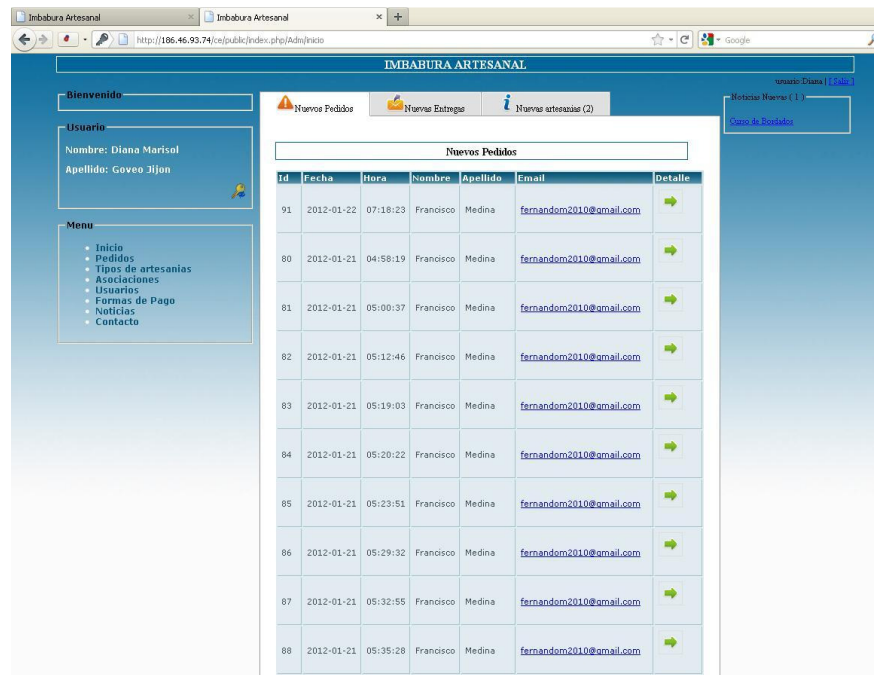 Imbabura Artesanal
Imbabura Artesanal
http://186.46.93.74/ce/public/index.php/Adm/inicio
Google
IMBABURA ARTESANAL
usuario:Diana | [ Salir ]
Bienvenido
Usuario
Nombre: Diana Marisol
Apellido: Goveo Jijon
Menu
Inicio
Pedidos
Tipos de artesanias
Asociaciones
Usuarios
Formas de Pago
Noticias
Contacto
Nuevos Pedidos
Nuevas Entregas
Nuevas artesanias (2)
Noticias Nuevas ( 1 )
Curso de Bordados
Nuevos Pedidos
Id Fecha Hora Nombre Apellido Email Detalle
91 2012-01-22 07:18:23 Francisco Medina fernandom2010@gmail.com
80 2012-01-21 04:58:19 Francisco Medina fernandom2010@gmail.com
81 2012-01-21 05:00:37 Francisco Medina fernandom2010@gmail.com
82 2012-01-21 05:12:46 Francisco Medina fernandom2010@gmail.com
83 2012-01-21 05:19:03 Francisco Medina fernandom2010@gmail.com
84 2012-01-21 05:20:22 Francisco Medina fernandom2010@gmail.com
85 2012-01-21 05:23:51 Francisco Medina fernandom2010@gmail.com
86 2012-01-21 05:29:32 Francisco Medina fernandom2010@gmail.com
87 2012-01-21 05:32:55 Francisco Medina fernandom2010@gmail.com
88 2012-01-21 05:35:28 Francisco Medina fernandom2010@gmail.com